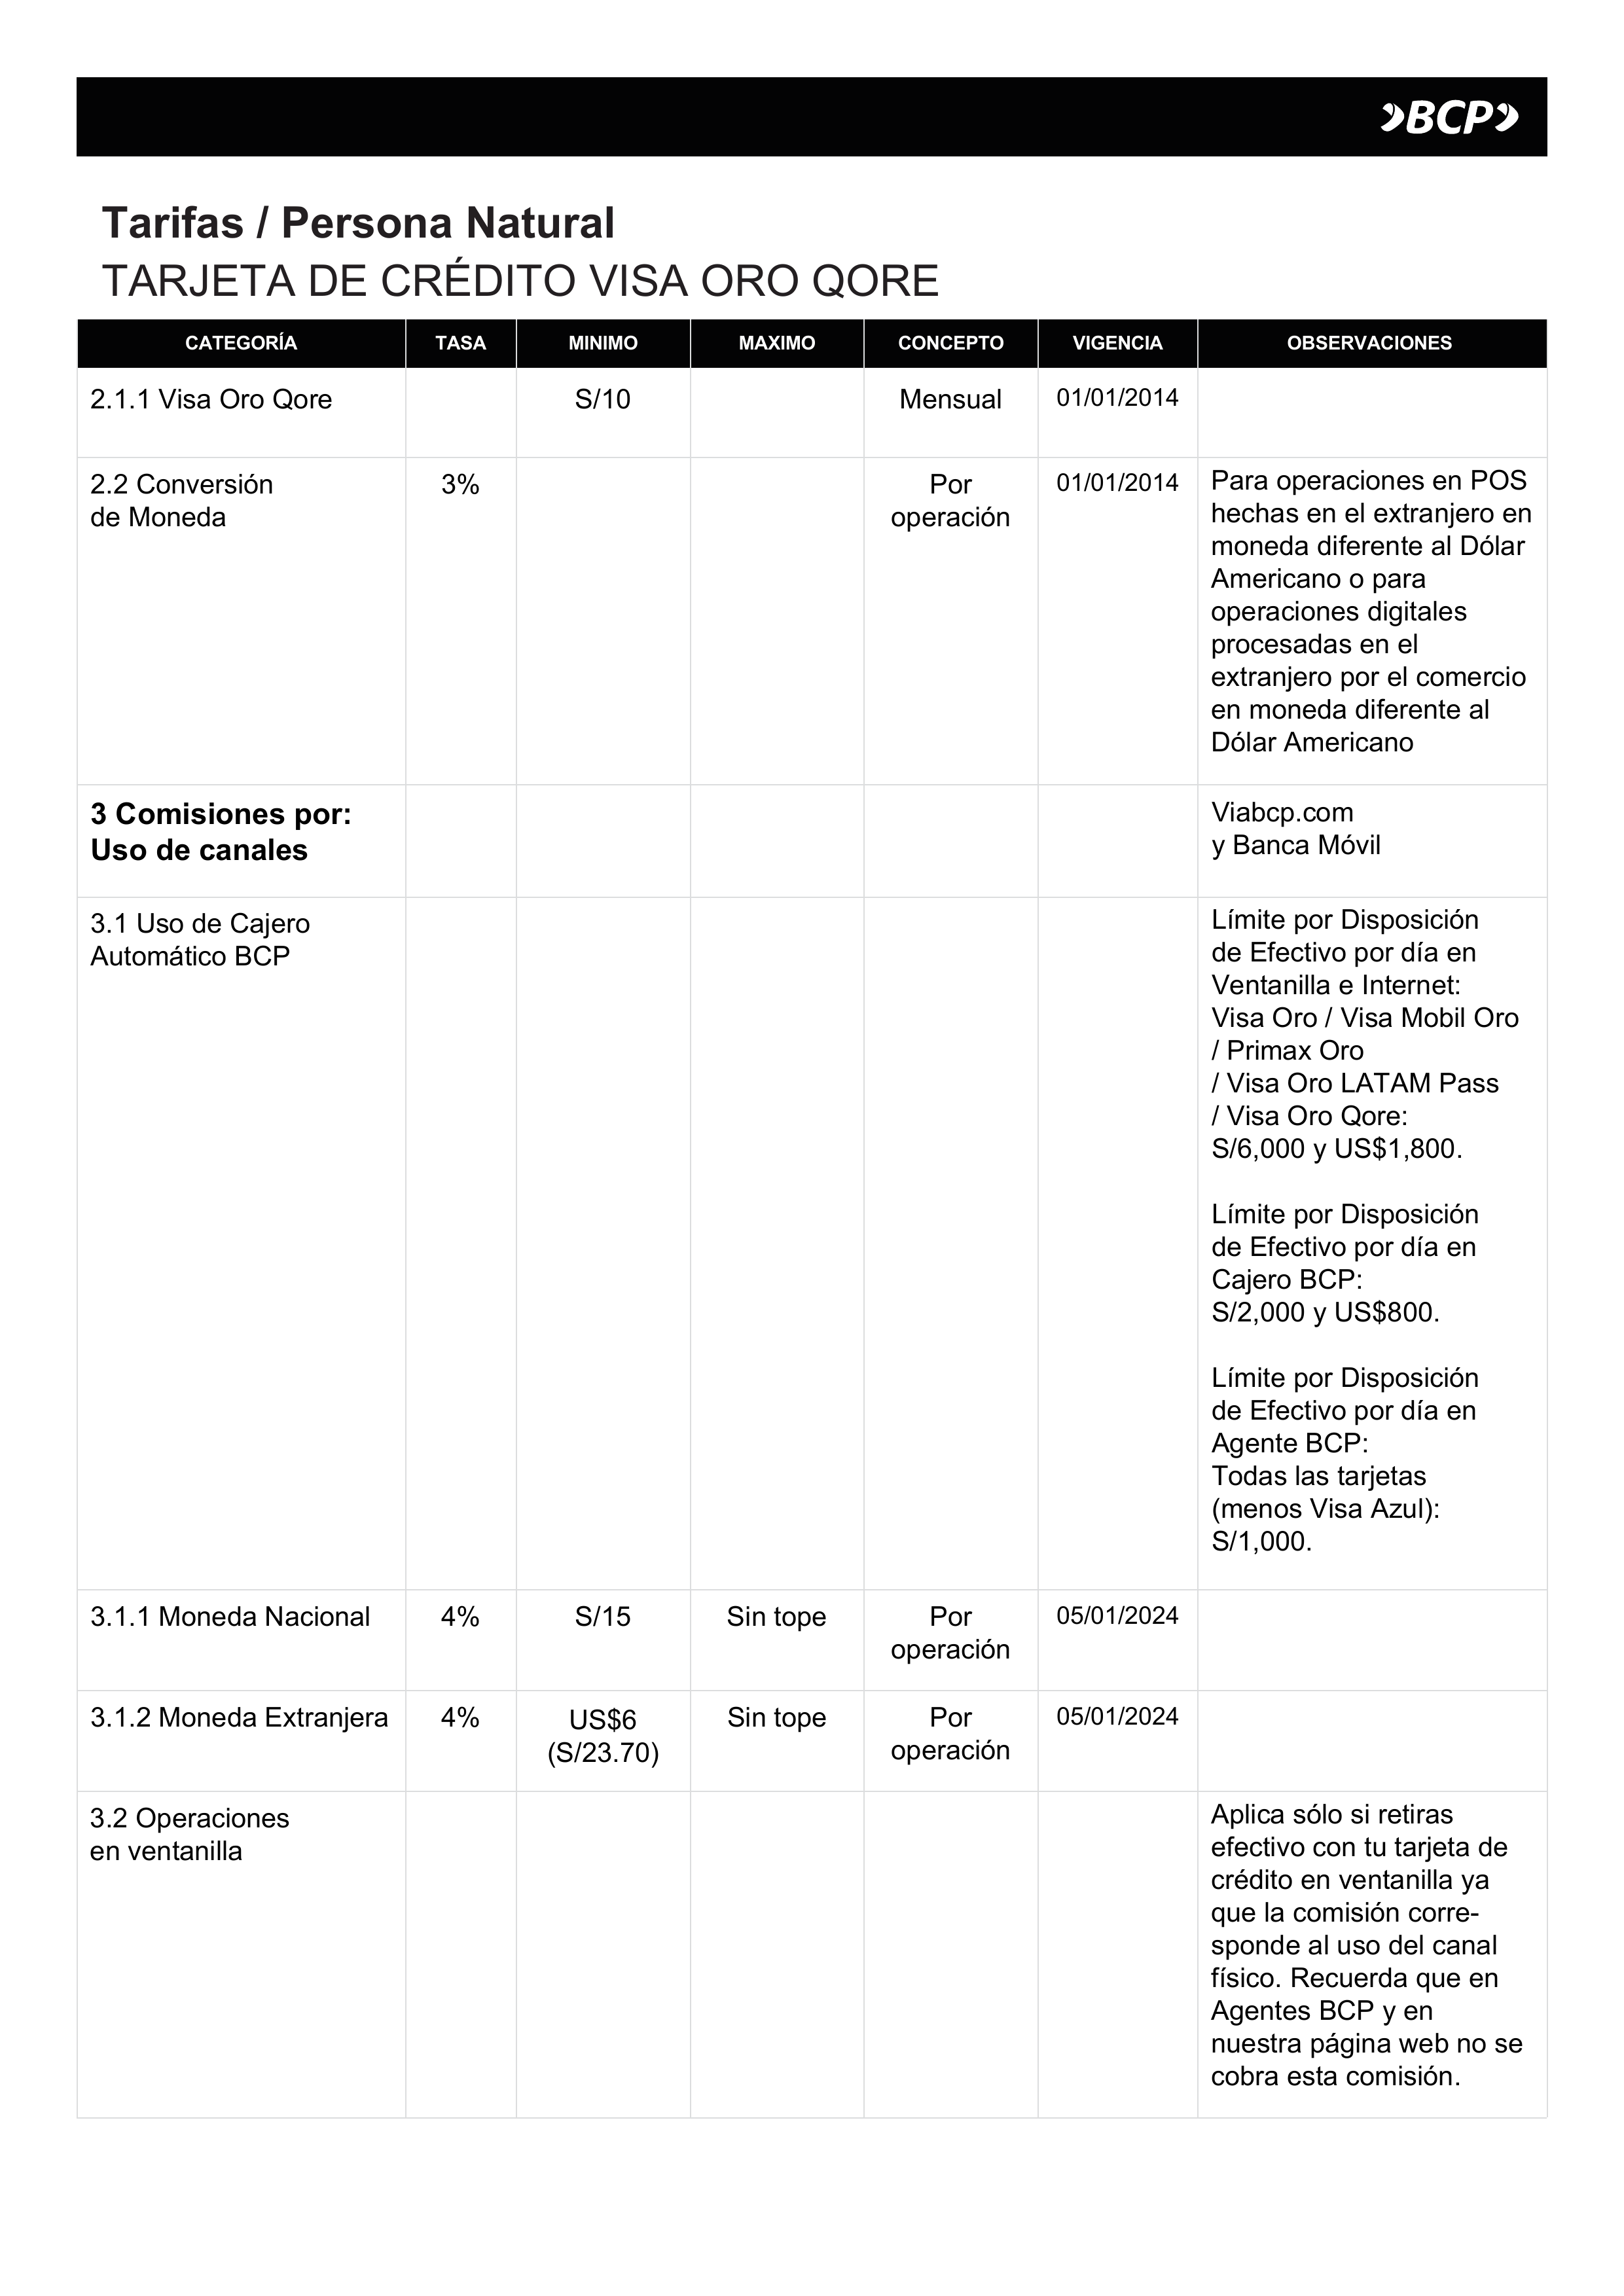 BCP
Tarifas / Persona Natural
TARJETA DE CRÉDITO VISA ORO QORE
CATEGORÍA TASA MINIMO MAXIMO CONCEPTO VIGENCIA OBSERVACIONES
2.1.1 Visa Oro Qore S/10 Mensual 01/01/2014
2.2 Conversión
de Moneda
3%
Por
operación
01/01/2014
Para operaciones en POS
hechas en el extranjero en
moneda diferente al Dólar
Americano o para
operaciones digitales
procesadas en el
extranjero por el comercio
en moneda diferente al
Dólar Americano
3 Comisiones por:
Uso de canales
Viabcp.com
y Banca Móvil
3.1 Uso de Cajero
Automático BCP
Límite por Disposición
de Efectivo por día en
Ventanilla e Internet:
Visa Oro / Visa Mobil Oro
/ Primax Oro
/ Visa Oro LATAM Pass
/ Visa Oro Qore:
S/6,000 y US$1,800.
Límite por Disposición
de Efectivo por día en
Cajero BCP:
S/2,000 y US$800.
Límite por Disposición
de Efectivo por día en
Agente BCP:
Todas las tarjetas
(menos Visa Azul):
S/1,000.
3.1.1 Moneda Nacional 4% S/15 Sin tope
Por
operación
05/01/2024
3.1.2 Moneda Extranjera 4%
US$6
(S/23.70)
Sin tope
Por
operación
05/01/2024
3.2 Operaciones
en ventanilla
Aplica sólo si retiras
efectivo con tu tarjeta de
crédito en ventanilla ya
que la comisión corre-
sponde al uso del canal
físico. Recuerda que en
Agentes BCP y en
nuestra página web no se
cobra esta comisión.